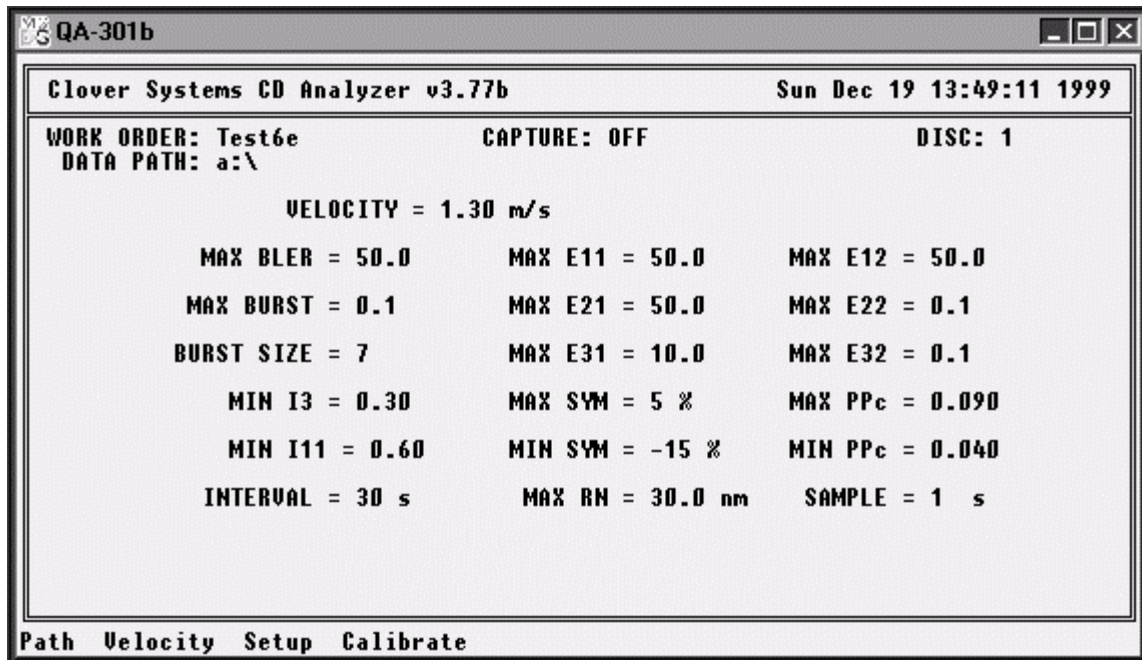 QA-301b
Clover Systems CD Analyzer v3.77b Sun Dec 19 13:49:11 1999
WORK ORDER: Test6e CAPTURE: OFF DISC: 1
DATA PATH: a:\
VELOCITY = 1.30 m/s
MAX BLER = 50.0 MAX E11 = 50.0 MAX E12 = 50.0
MAX BURST = 0.1 MAX E21 = 50.0 MAX E22 = 0.1
BURST SIZE = 7 MAX E31 = 10.0 MAX E32 = 0.1
MIN I3 = 0.30 MAX SYM = 5 % MAX PPc = 0.090
MIN I11 = 0.60 MIN SYM = -15 % MIN PPc = 0.040
INTERVAL = 30 s MAX RN = 30.0 nm SAMPLE = 1 s
Path Velocity Setup Calibrate